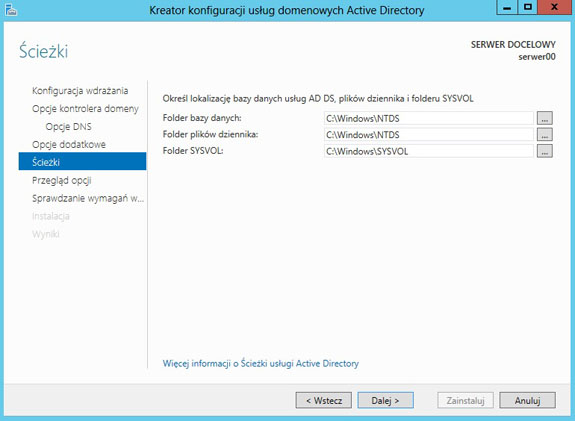 Kreator konfiguracji usług domenowych Active Directory
Ścieżki
SERWER DOCELOWY
serwer00
Konfiguracja wdrażania
Opcje kontrolera domeny
Opcje DNS
Opcje dodatkowe
Ścieżki
Przegląd opcji
Sprawdzanie wymagań w...
Instalacja
Wyniki
Określ lokalizację bazy danych usług AD DS, plików dziennika i folderu SYSVOL
Folder bazy danych: C:\Windows\NTDS ...
Folder plików dziennika: C:\Windows\NTDS ...
Folder SYSVOL: C:\Windows\SYSVOL ...
Więcej informacji o Ścieżki usługi Active Directory
< Wstecz Dalej > Zainstaluj Anuluj